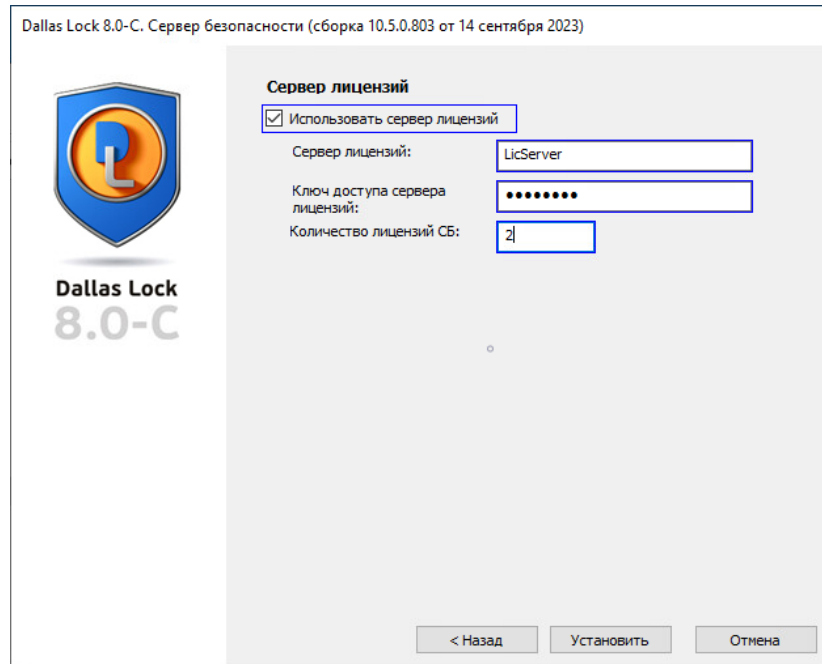 Dallas Lock 8.0-C. Сервер безопасности (сборка 10.5.0.803 от 14 сентября 2023)
DL
Dallas Lock
8.0-C
Сервер лицензий
Использовать сервер лицензий
Сервер лицензий: LicServer
Ключ доступа сервера
лицензий: ●●●●●●●●
Количество лицензий СБ: 2
< Назад Установить Отмена